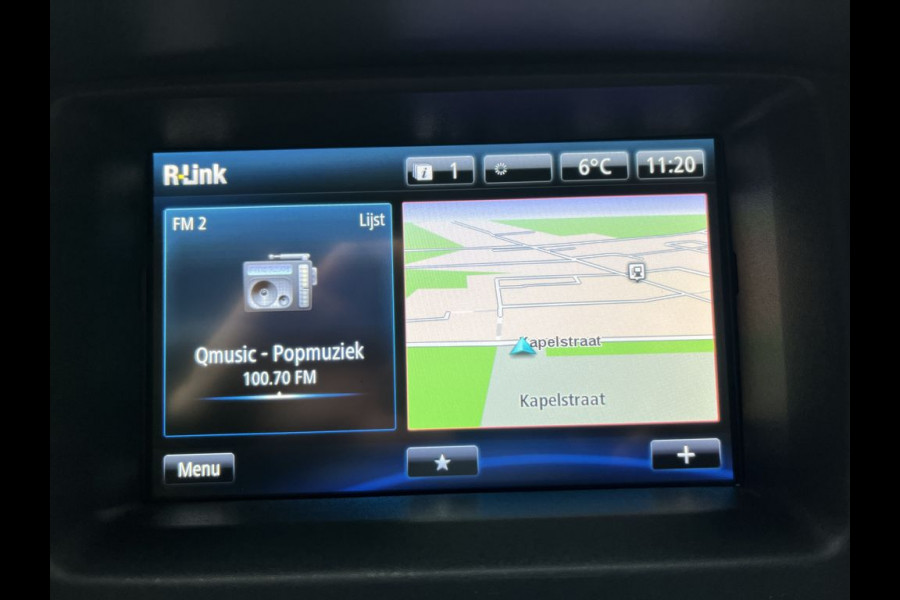 R-Link
1
6°C
11:20
FM 2
Lijst
Qmusic - Popmuziek
100.70 FM
Kapelstraat
Kapelstraat
Menu
+